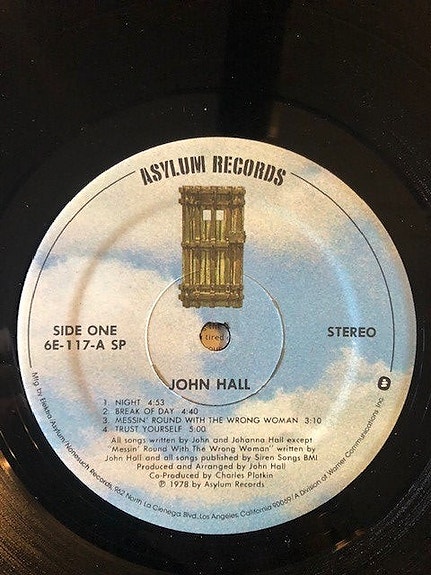 ASYLUM RECORDS
tired
SIDE ONE
6E-117-A SP
STEREO
JOHN HALL
1. NIGHT 4:53
2. BREAK OF DAY 4:40
3. MESSIN' ROUND WITH THE WRONG WOMAN 3:10
4. TRUST YOURSELF 5:00
All songs written by John and Johanna Hall except
"Messin' Round With The Wrong Woman" written by
John Hall and all songs published by Siren Songs BMI
Produced and Arranged by John Hall
Co-Produced by Charles Plotkin
℗ 1978 by Asylum Records
Mfg by Elektra/Asylum/Nonesuch Records, 962 North La Cienega Blvd., Los Angeles, California 90069/A Division of Warner Communications Inc.